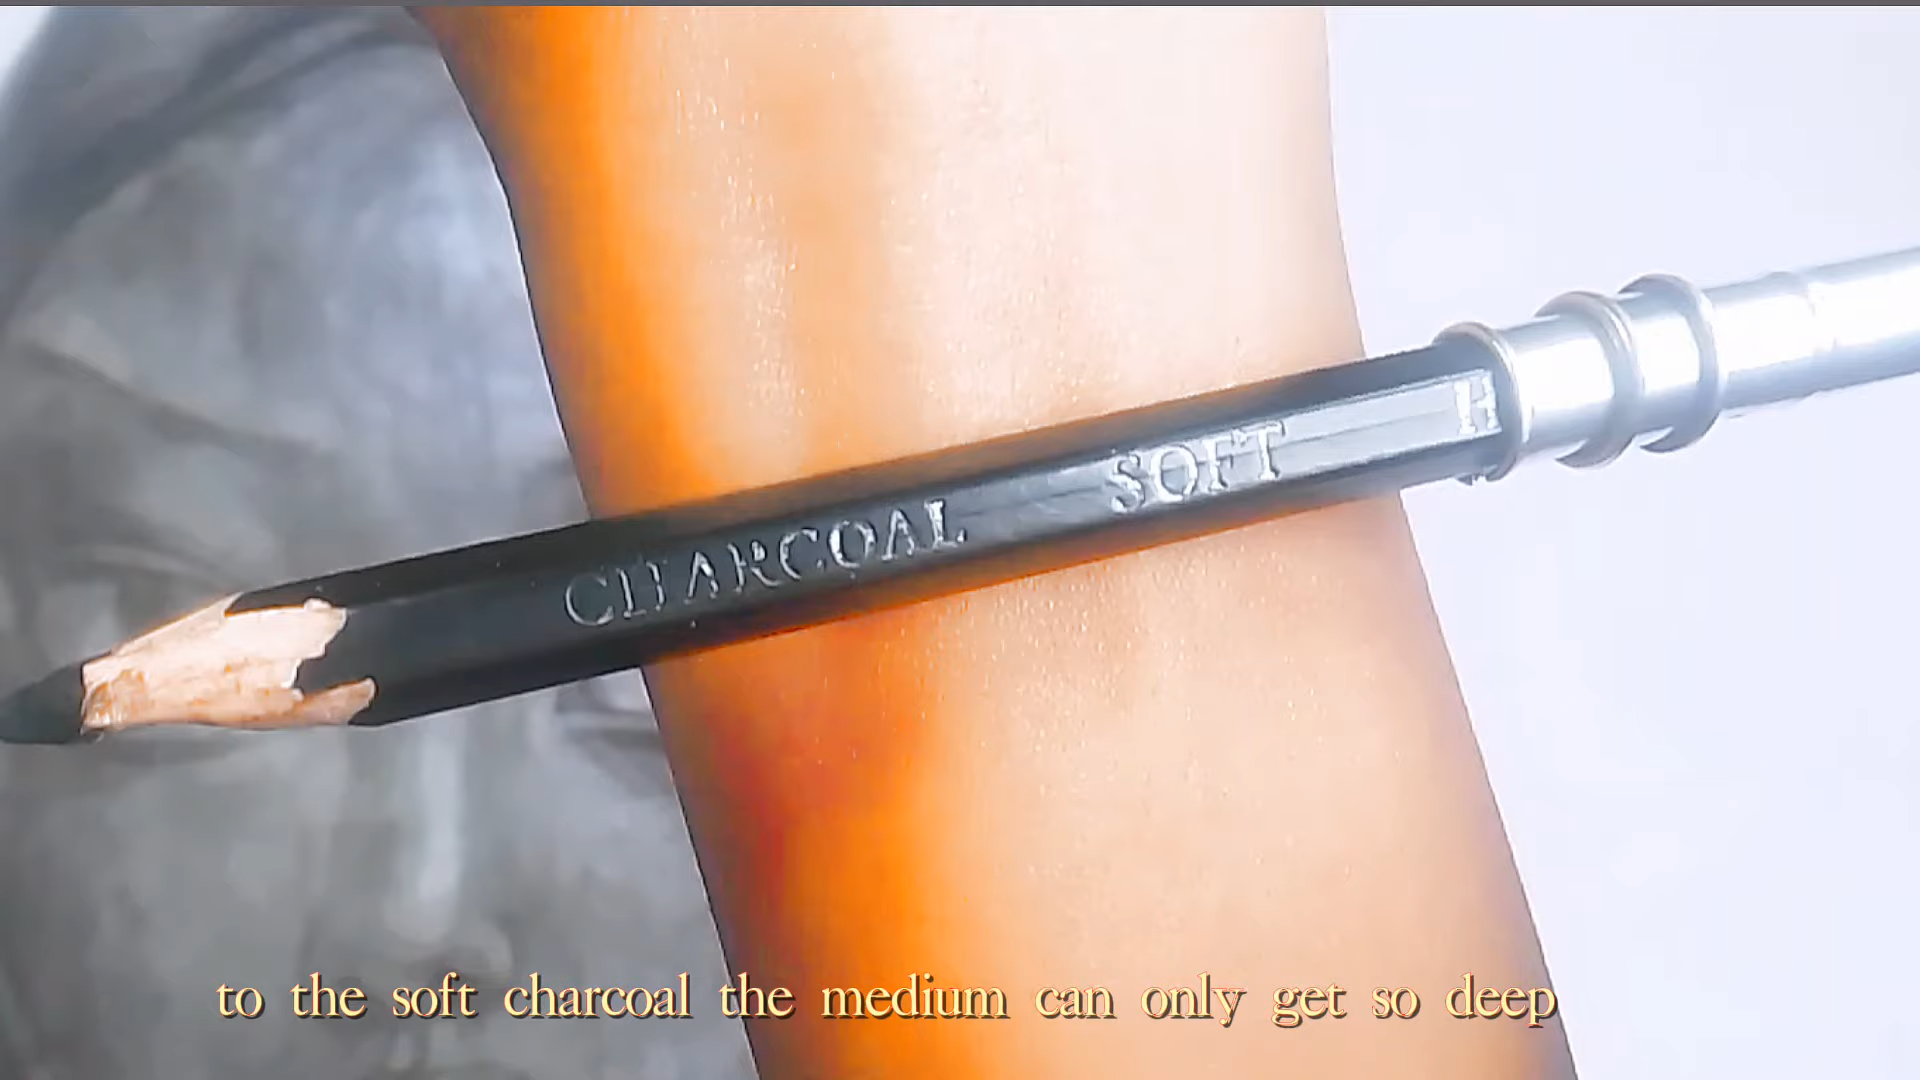 CHARCOAL SOFT H
to the soft charcoal the medium can only get so deep